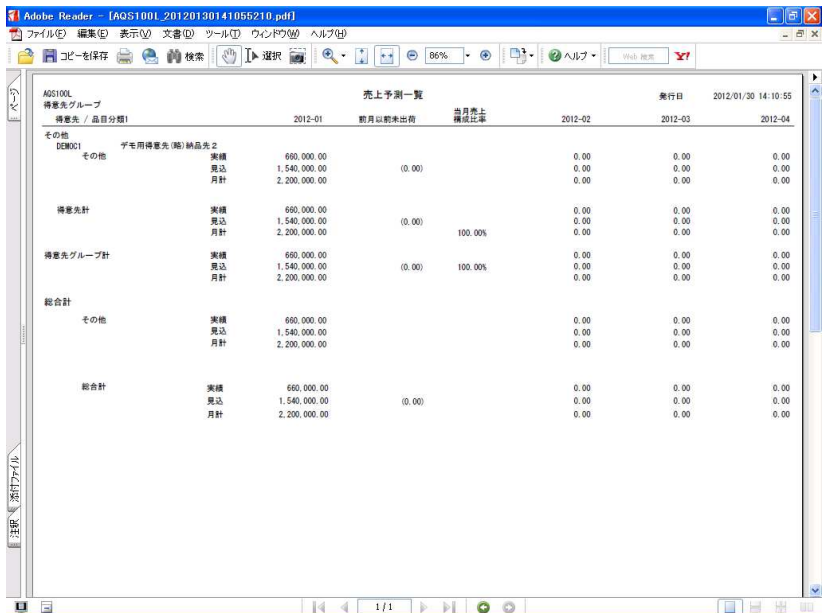 Adobe Reader - [AQS100L_20120130141055210.pdf]
ファイル(F) 編集(E) 表示(V) 文書(D) ツール(T) ウィンドウ(W) ヘルプ(H)
コピーを保存 検索 選択 86% ヘルプ Web 検索 Y!
ページ
AQS100L 売上予測一覧 発行日 2012/01/30 14:10:55
得意先グループ
得意先 / 品目分類1 2012-01 前月以前未出荷 当月売上構成比率 2012-02 2012-03 2012-04
その他
DEMOC1 デモ用得意先(略)納品先2
その他 実績 660,000.00 0.00 0.00 0.00
見込 1,540,000.00 (0.00) 0.00 0.00 0.00
月計 2,200,000.00 0.00 0.00 0.00
得意先計 実績 660,000.00 0.00 0.00 0.00
見込 1,540,000.00 (0.00) 0.00 0.00 0.00
月計 2,200,000.00 100.00% 0.00 0.00 0.00
得意先グループ計 実績 660,000.00 0.00 0.00 0.00
見込 1,540,000.00 (0.00) 100.00% 0.00 0.00 0.00
月計 2,200,000.00 0.00 0.00 0.00
総合計
その他 実績 660,000.00 0.00 0.00 0.00
見込 1,540,000.00 0.00 0.00 0.00
月計 2,200,000.00 0.00 0.00 0.00
総合計 実績 660,000.00 0.00 0.00 0.00
見込 1,540,000.00 (0.00) 0.00 0.00 0.00
月計 2,200,000.00 0.00 0.00 0.00
添付ファイル
注釈
1/1